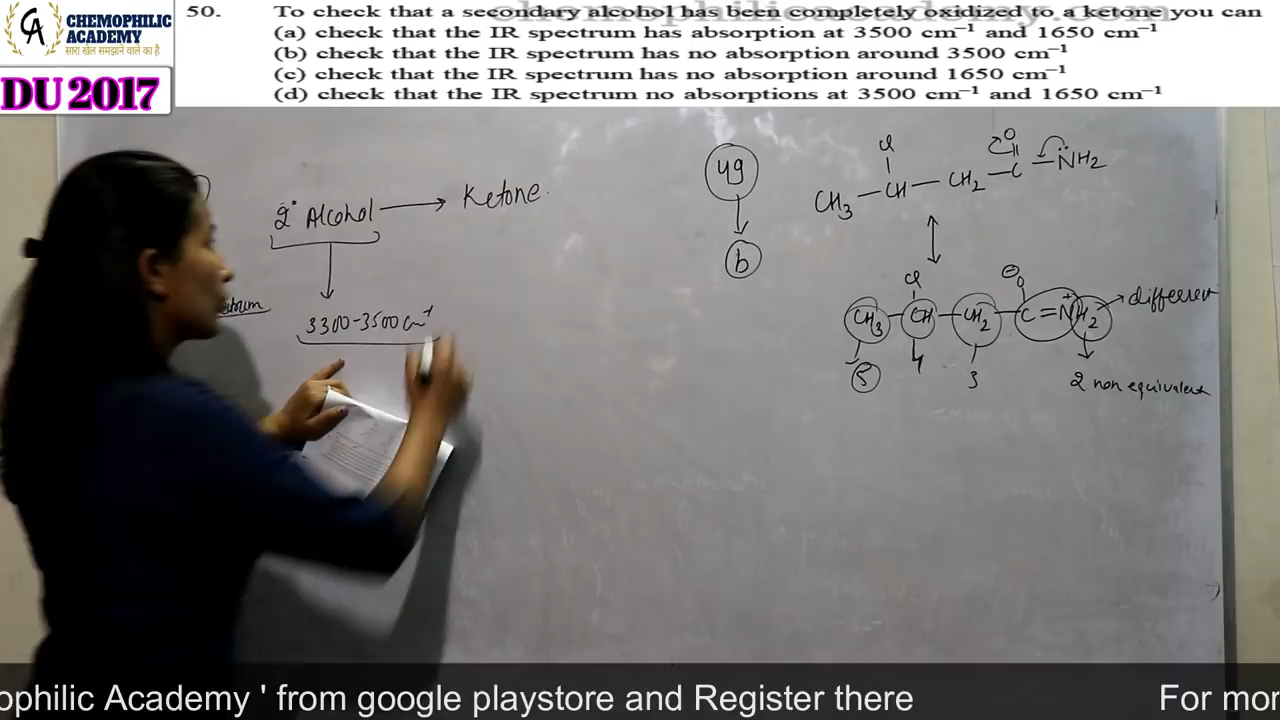 CHEMOPHILIC
ACADEMY
सारा खेल समझाने वाले का है
DU 2017
50. To check that a secondary alcohol has been completely oxidized to a ketone you can
(a) check that the IR spectrum has absorption at 3500 cm⁻¹ and 1650 cm⁻¹
(b) check that the IR spectrum has no absorption around 3500 cm⁻¹
(c) check that the IR spectrum has no absorption around 1650 cm⁻¹
(d) check that the IR spectrum no absorptions at 3500 cm⁻¹ and 1650 cm⁻¹
2° Alcohol → Ketone.
3300-3500 cm⁻¹
49
b
Cl O
CH3 - CH - CH2 - C - NH2
Cl O
CH3 - CH - CH2 - C = N+ H2 → different
5 4 3 2 non equivalent
ophilic Academy ' from google playstore and Register there For mor